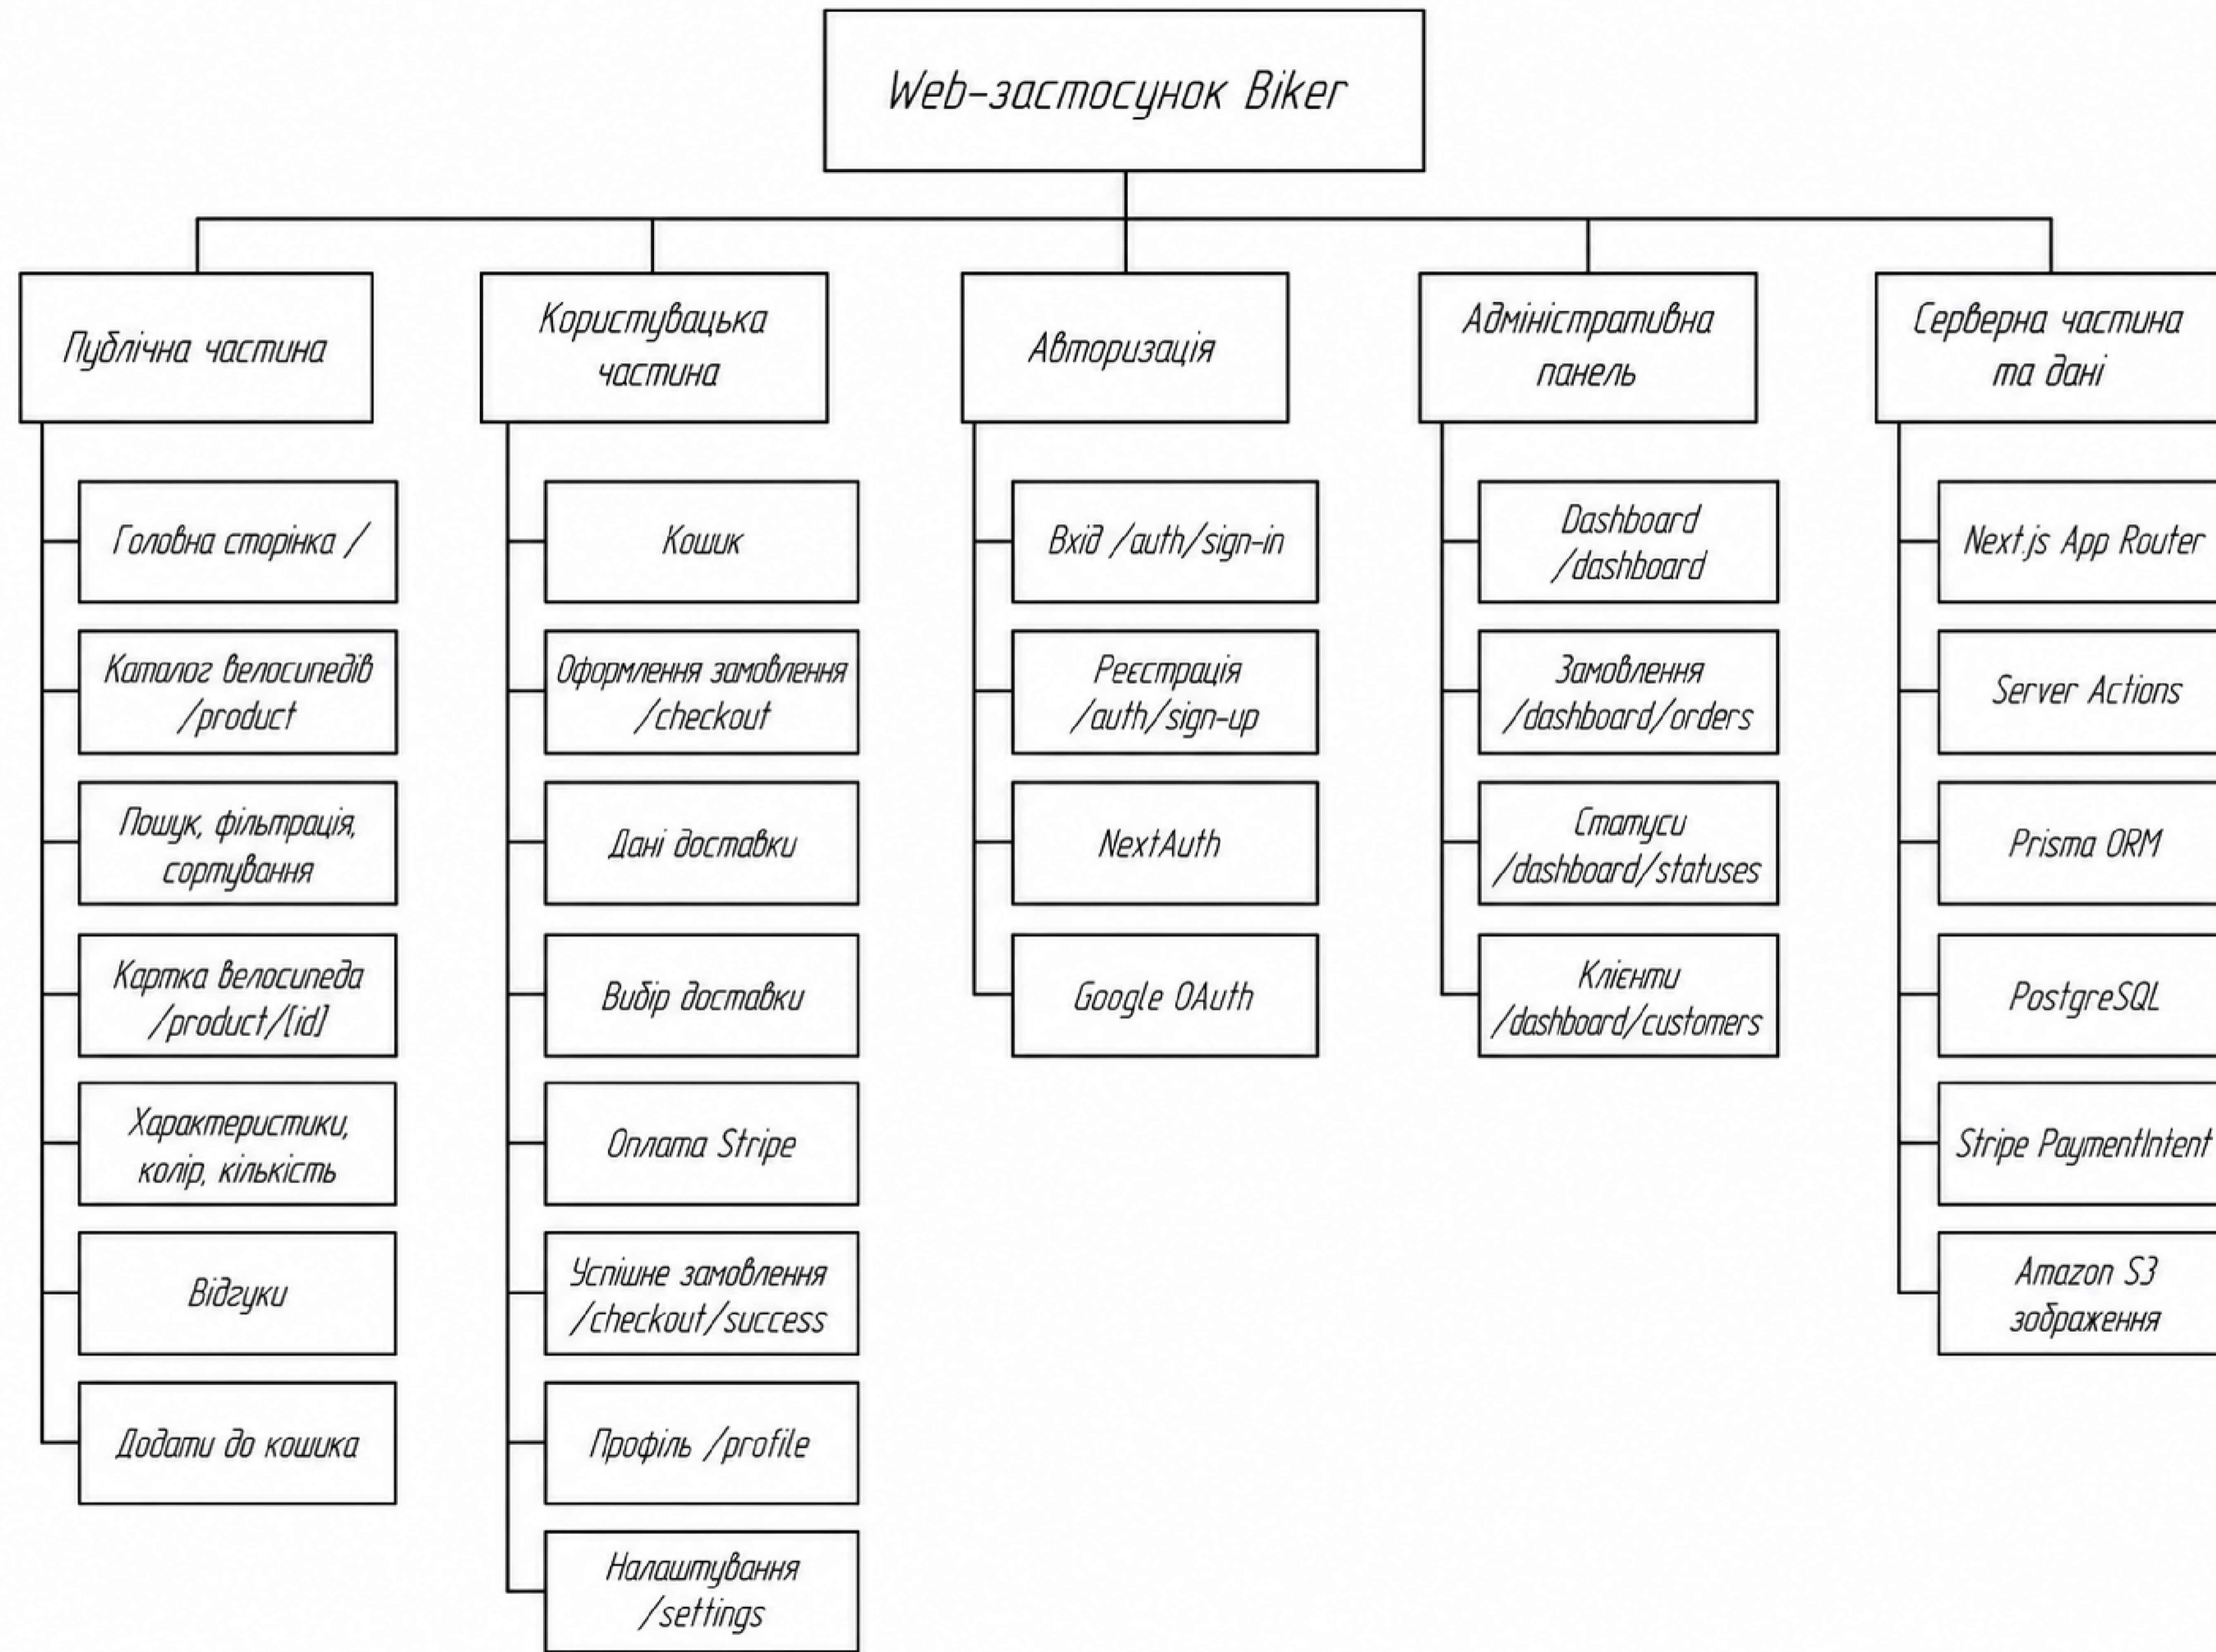 Web-застосунок Biker
Публічна частина
Головна сторінка /
Каталог велосипедів
/product
Пошук, фільтрація,
сортування
Картка велосипеда
/product/[id]
Характеристики,
колір, кількість
Відгуки
Додати до кошика
Користувацька
частина
Кошик
Оформлення замовлення
/checkout
Дані доставки
Вибір доставки
Оплата Stripe
Успішне замовлення
/checkout/success
Профіль /profile
Налаштування
/settings
Авторизація
Вхід /auth/sign-in
Реєстрація
/auth/sign-up
NextAuth
Google OAuth
Адміністративна
панель
Dashboard
/dashboard
Замовлення
/dashboard/orders
Статуси
/dashboard/statuses
Клієнти
/dashboard/customers
Серверна частина
та дані
Next.js App Router
Server Actions
Prisma ORM
PostgreSQL
Stripe PaymentIntent
Amazon S3
зображення